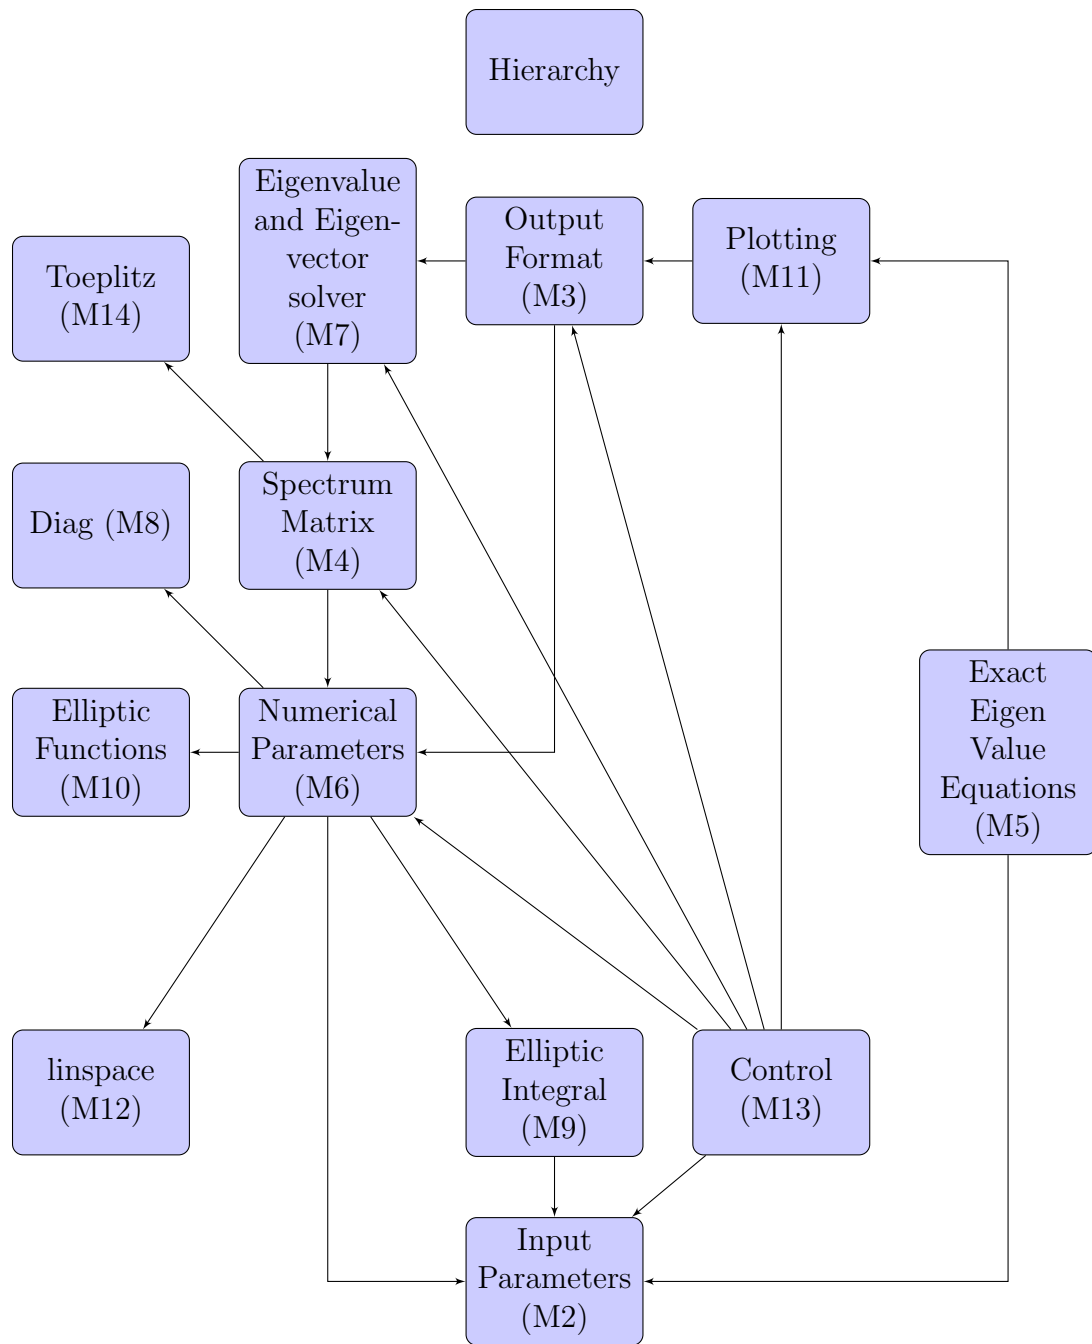 Hierarchy
Eigenvalue
and Eigen-
vector
solver
(M7)
Output
Format
(M3)
Plotting
(M11)
Toeplitz
(M14)
Spectrum
Matrix
(M4)
Diag (M8)
Exact
Eigen
Value
Equations
(M5)
Elliptic
Functions
(M10)
Numerical
Parameters
(M6)
linspace
(M12)
Elliptic
Integral
(M9)
Control
(M13)
Input
Parameters
(M2)